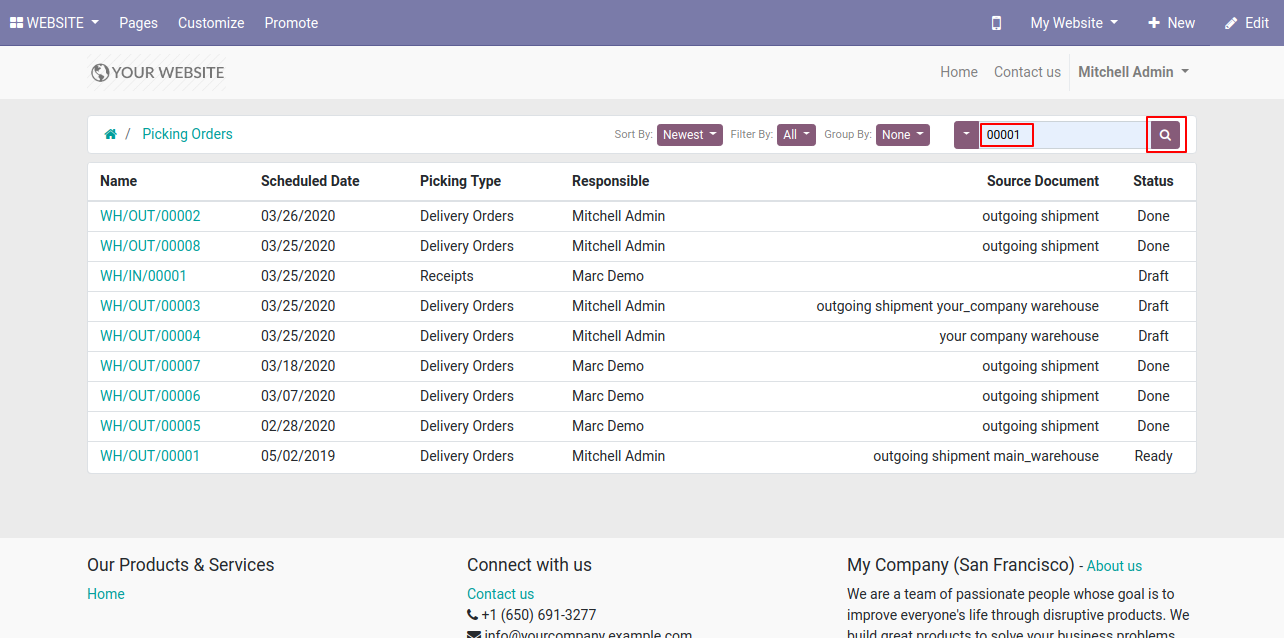 WEBSITE Pages Customize Promote My Website New Edit
YOUR WEBSITE Home Contact us Mitchell Admin
/ Picking Orders Sort By: Newest Filter By: All Group By: None 00001
Name Scheduled Date Picking Type Responsible Source Document Status
WH/OUT/00002 03/26/2020 Delivery Orders Mitchell Admin outgoing shipment Done
WH/OUT/00008 03/25/2020 Delivery Orders Mitchell Admin outgoing shipment Done
WH/IN/00001 03/25/2020 Receipts Marc Demo Draft
WH/OUT/00003 03/25/2020 Delivery Orders Mitchell Admin outgoing shipment your_company warehouse Draft
WH/OUT/00004 03/25/2020 Delivery Orders Mitchell Admin your company warehouse Draft
WH/OUT/00007 03/18/2020 Delivery Orders Marc Demo outgoing shipment Done
WH/OUT/00006 03/07/2020 Delivery Orders Marc Demo outgoing shipment Done
WH/OUT/00005 02/28/2020 Delivery Orders Marc Demo outgoing shipment Done
WH/OUT/00001 05/02/2019 Delivery Orders Mitchell Admin outgoing shipment main_warehouse Ready
Our Products & Services
Home
Connect with us
Contact us
+1 (650) 691-3277
info@yourcompany.example.com
My Company (San Francisco) - About us
We are a team of passionate people whose goal is to
improve everyone's life through disruptive products. We
build great products to solve your business problems.